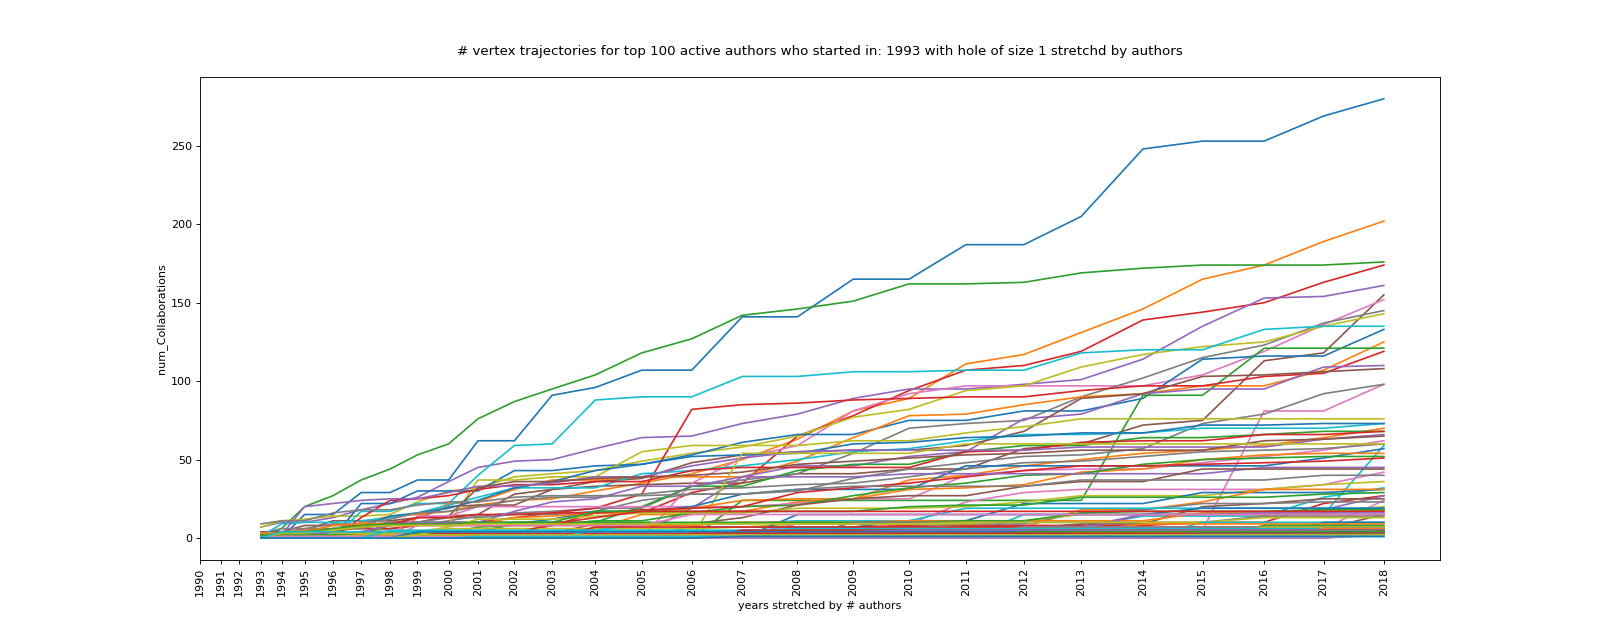 # vertex trajectories for top 100 active authors who started in: 1993 with hole of size 1 stretchd by authors
num_Collaborations
250
200
150
100
50
0
1990 1991 1992 1993 1994 1995 1996 1997 1998 1999 2000 2001 2002 2003 2004 2005 2006 2007 2008 2009 2010 2011 2012 2013 2014 2015 2016 2017 2018
years stretched by # authors